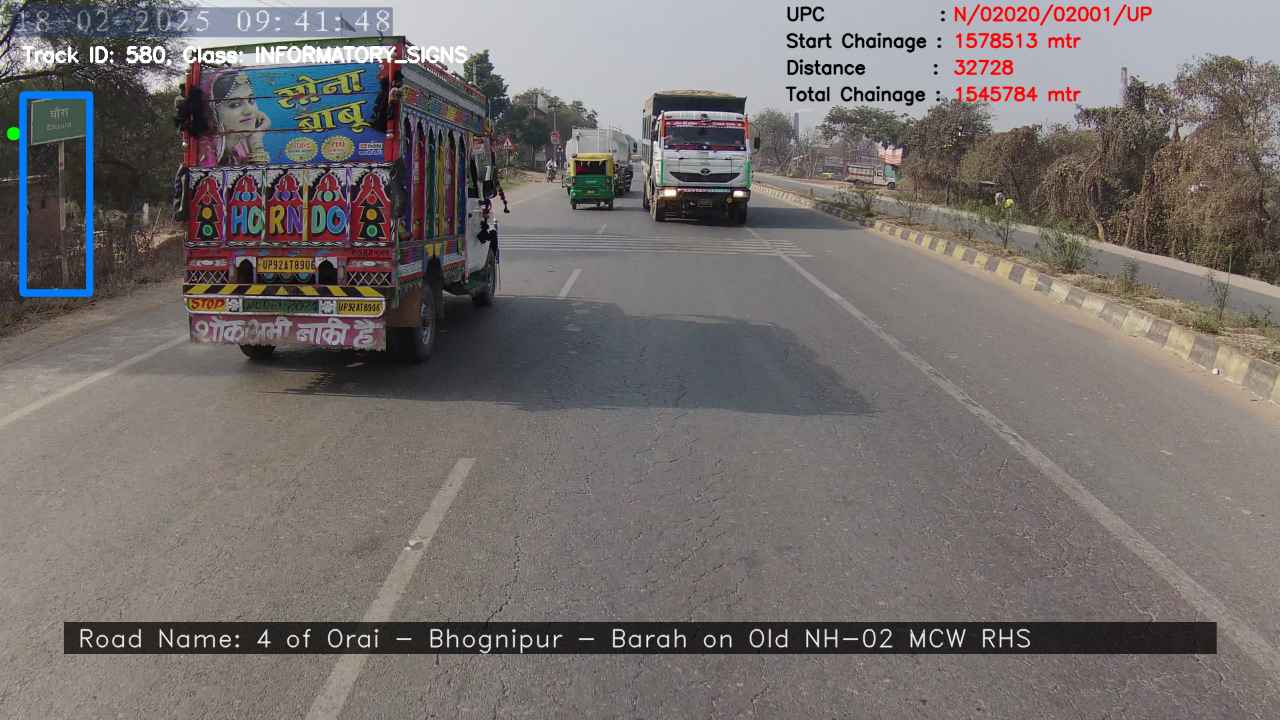 18-02-2025 09:41:48
Track ID: 580, Class: INFORMATORY_SIGNS
UPC : N/02020/02001/UP
Start Chainage : 1578513 mtr
Distance : 32728
Total Chainage : 1545784 mtr
सोना
बाबू
HORN DO
UP92AT8906
STOP
UP92AT8906
बाकी है
Road Name: 4 of Orai - Bhognipur - Barah on Old NH-02 MCW RHS